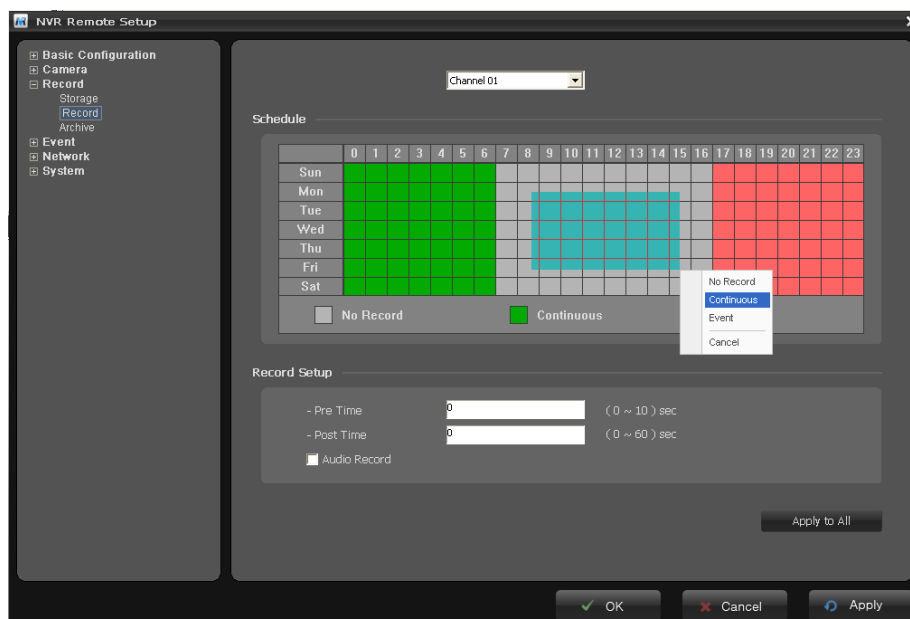 NVR Remote Setup
Basic Configuration
Camera
Record
Storage
Record
Archive
Event
Network
System
Channel 01
Schedule
0 1 2 3 4 5 6 7 8 9 10 11 12 13 14 15 16 17 18 19 20 21 22 23
Sun
Mon
Tue
Wed
Thu
Fri
Sat
No Record Continuous
No Record
Continuous
Event
Cancel
Record Setup
- Pre Time 0 ( 0 ~ 10 ) sec
- Post Time 0 ( 0 ~ 60 ) sec
Audio Record
Apply to All
OK Cancel Apply